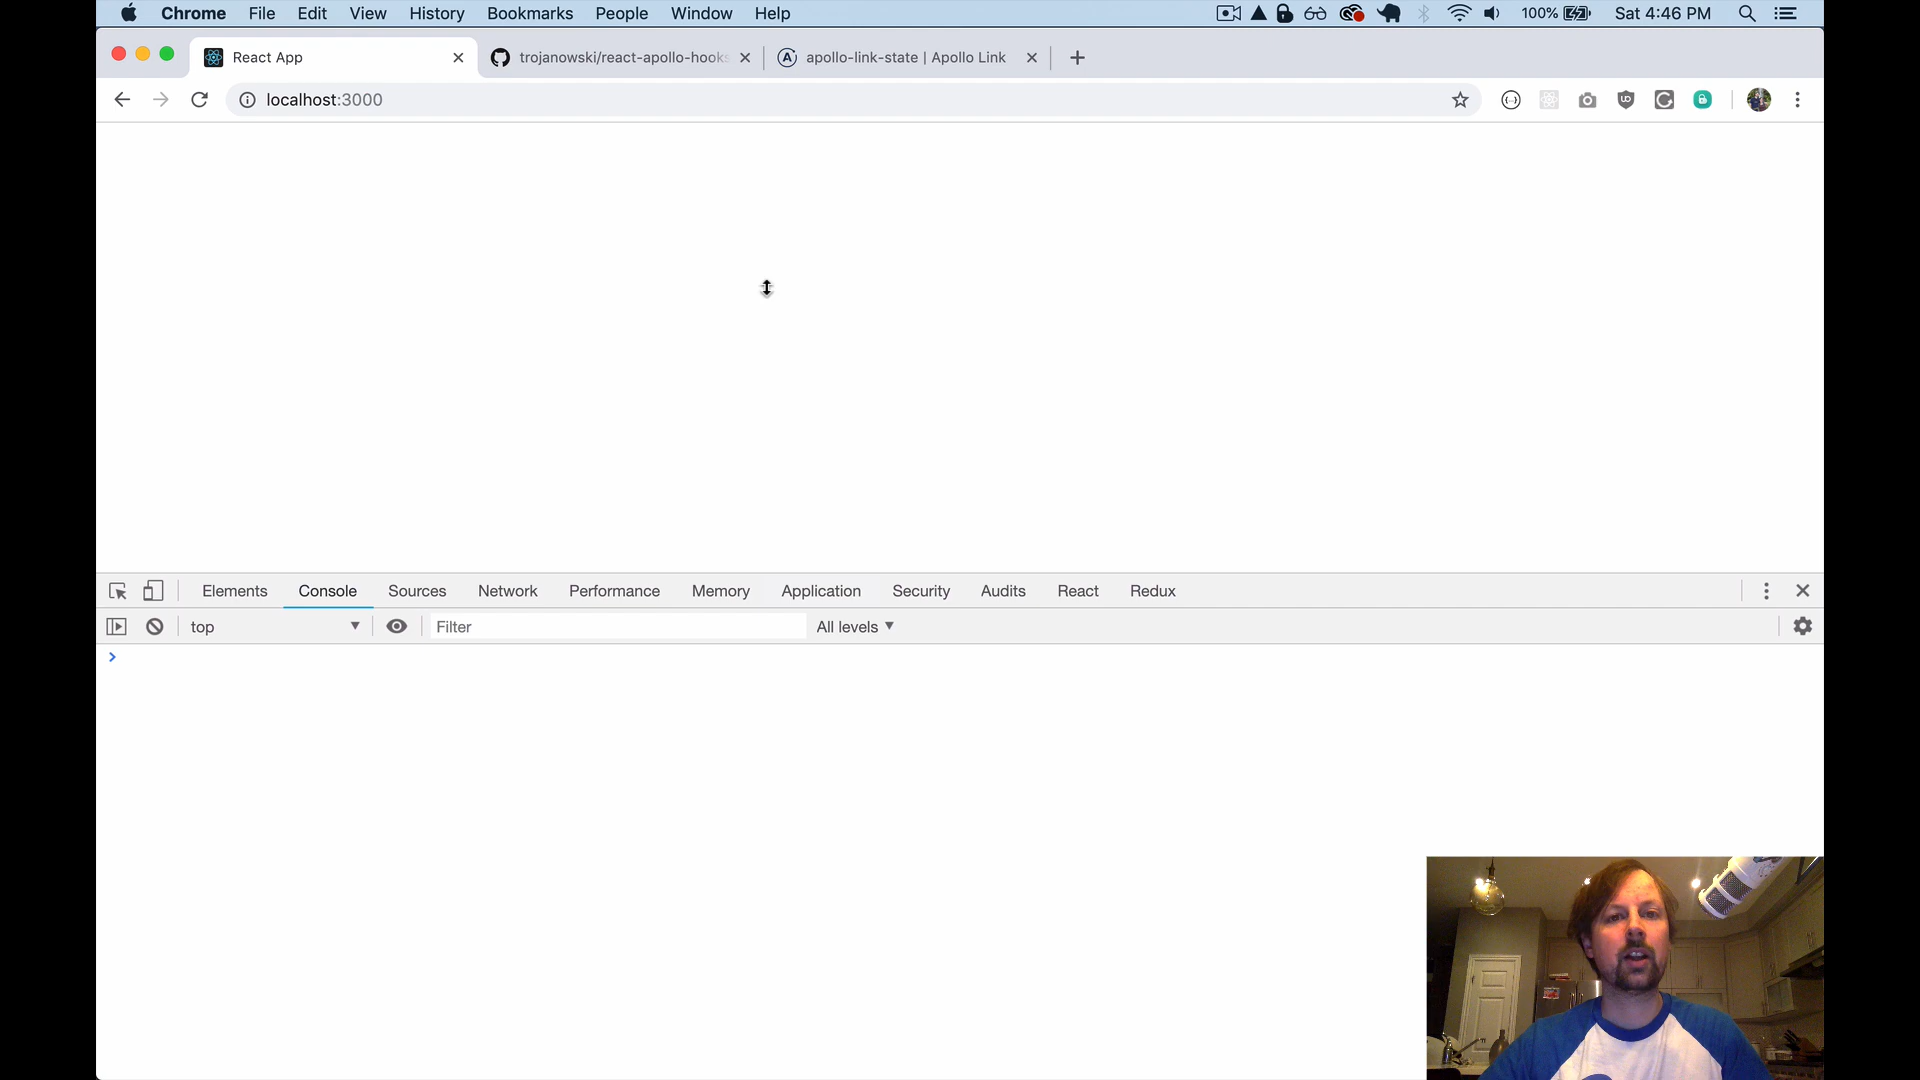 Chrome File Edit View History Bookmarks People Window Help 100% Sat 4:46 PM
React App trojanowski/react-apollo-hooks apollo-link-state | Apollo Link
localhost:3000
Elements Console Sources Network Performance Memory Application Security Audits React Redux
top ▼ Filter All levels ▼
>